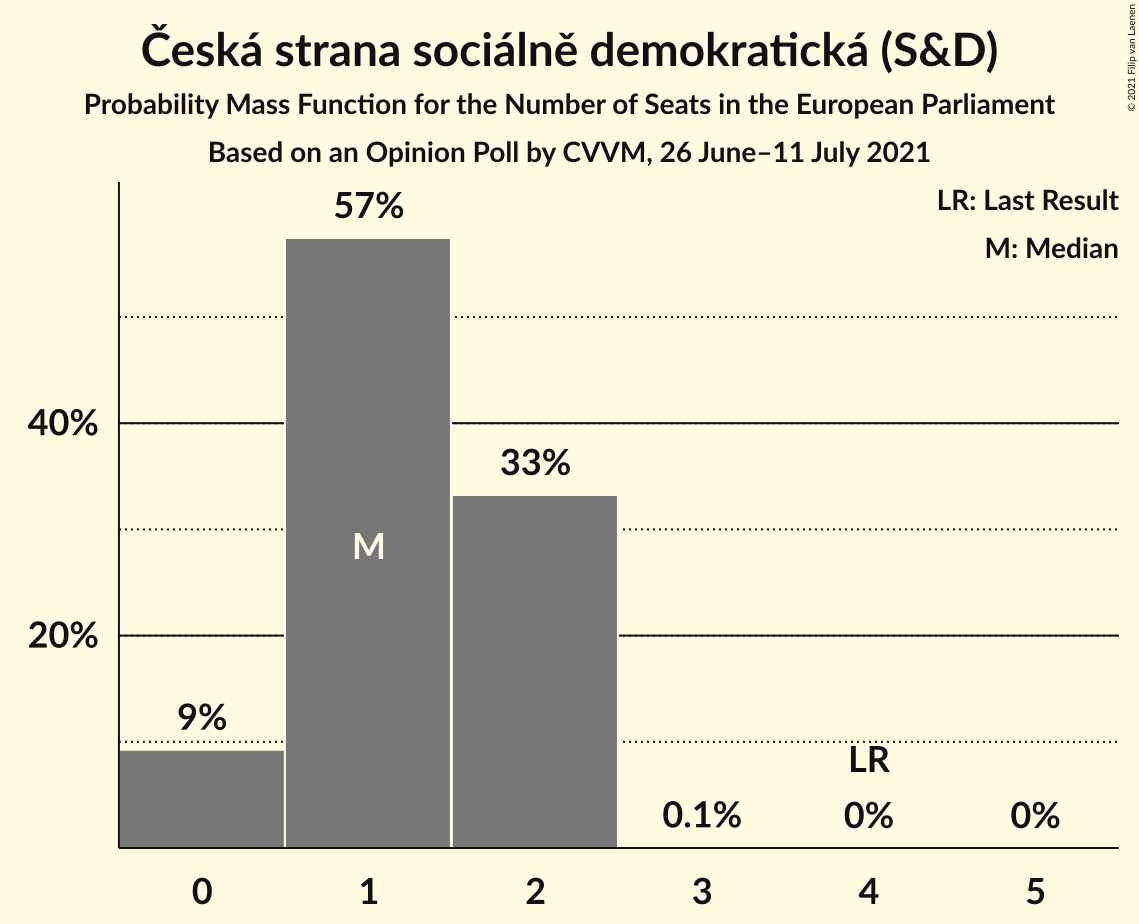 Česká strana sociálně demokratická (S&D)
Probability Mass Function for the Number of Seats in the European Parliament
Based on an Opinion Poll by CVVM, 26 June–11 July 2021
© 2021 Filip van Laenen
LR: Last Result
M: Median
57%
40%
33%
M
20%
9%
LR
0.1%
0%
0%
0
1
2
3
4
5